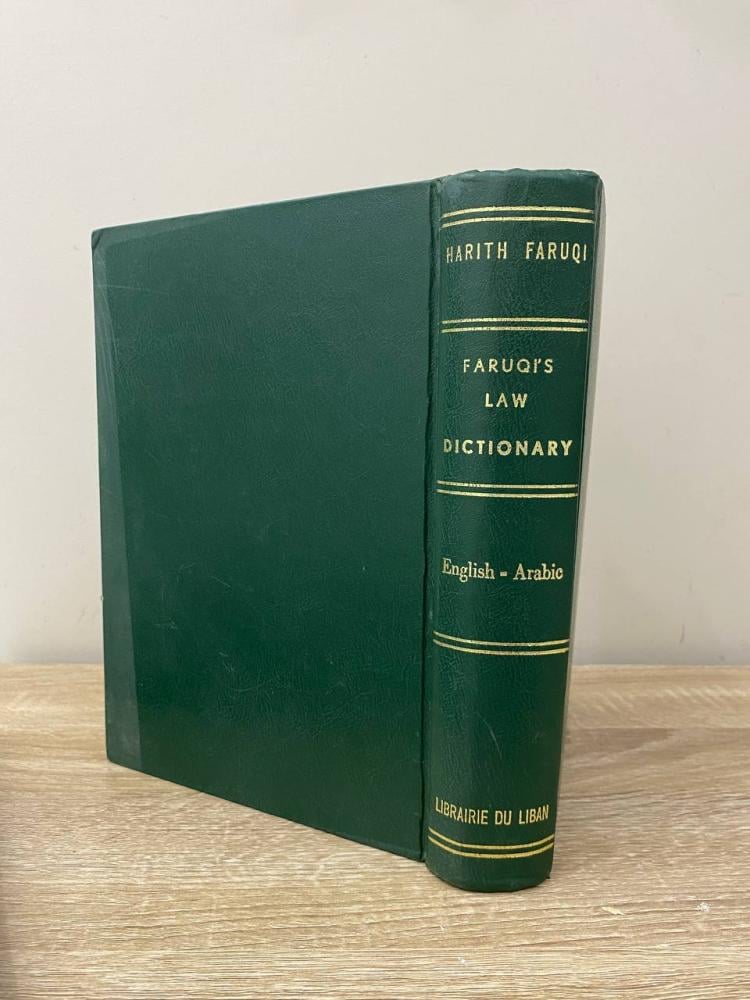 HARITH FARUQI
FARUQI'S
LAW
DICTIONARY
English - Arabic
LIBRAIRIE DU LIBAN